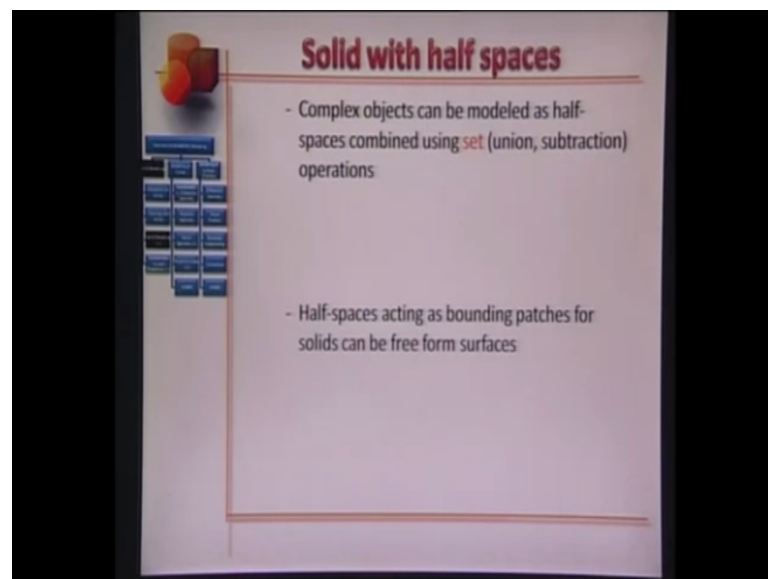 Solid with half spaces
- Complex objects can be modeled as half-
spaces combined using set (union, subtraction)
operations
- Half-spaces acting as bounding patches for
solids can be free form surfaces